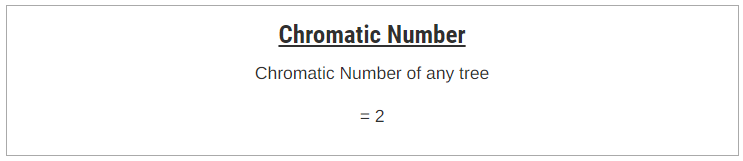 Chromatic Number
Chromatic Number of any tree
= 2